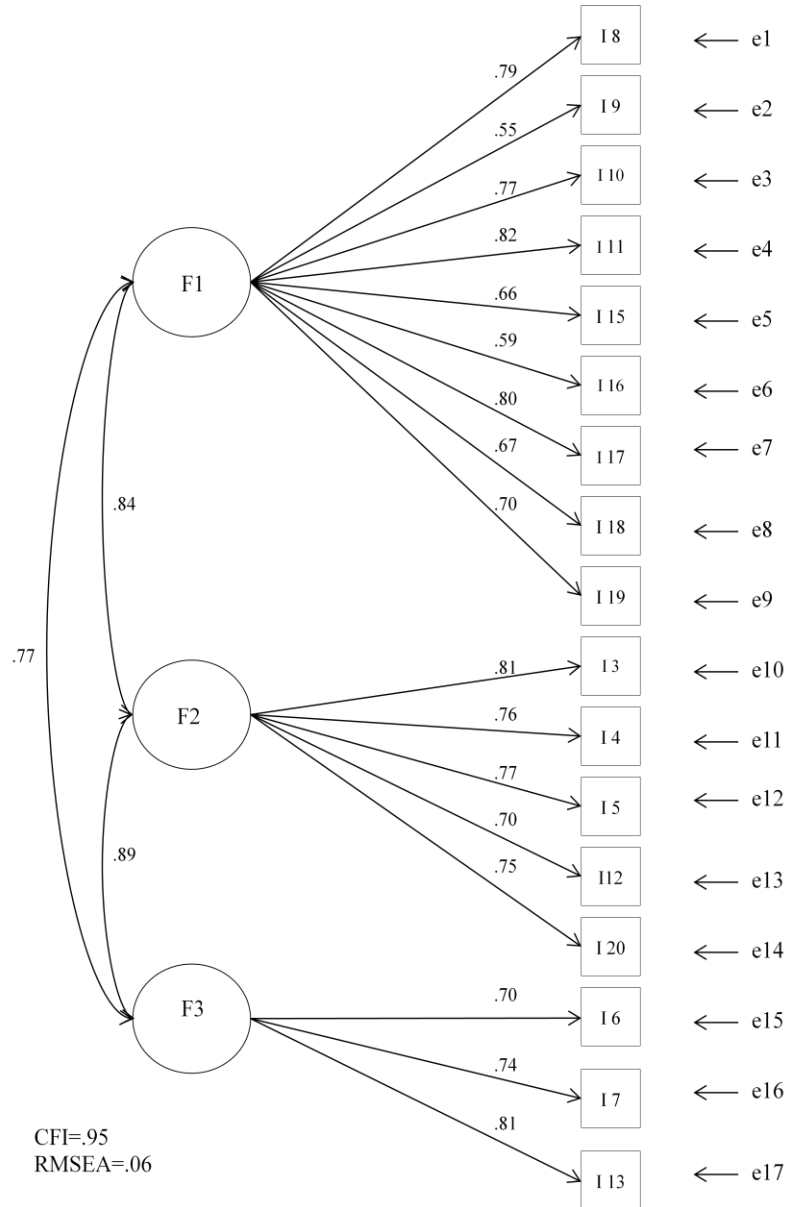 I 8
e1
.79
I 9
e2
.55
I 10
e3
.77
I 11
e4
.82
F1
I 15
e5
.66
I 16
e6
.59
I 17
e7
.80
I 18
e8
.67
I 19
e9
.70
.84
.77
I 3
e10
.81
F2
I 4
e11
.76
I 5
e12
.77
I12
e13
.70
I 20
e14
.75
.89
F3
I 6
e15
.70
I 7
e16
.74
I 13
e17
.81
CFI=.95
RMSEA=.06